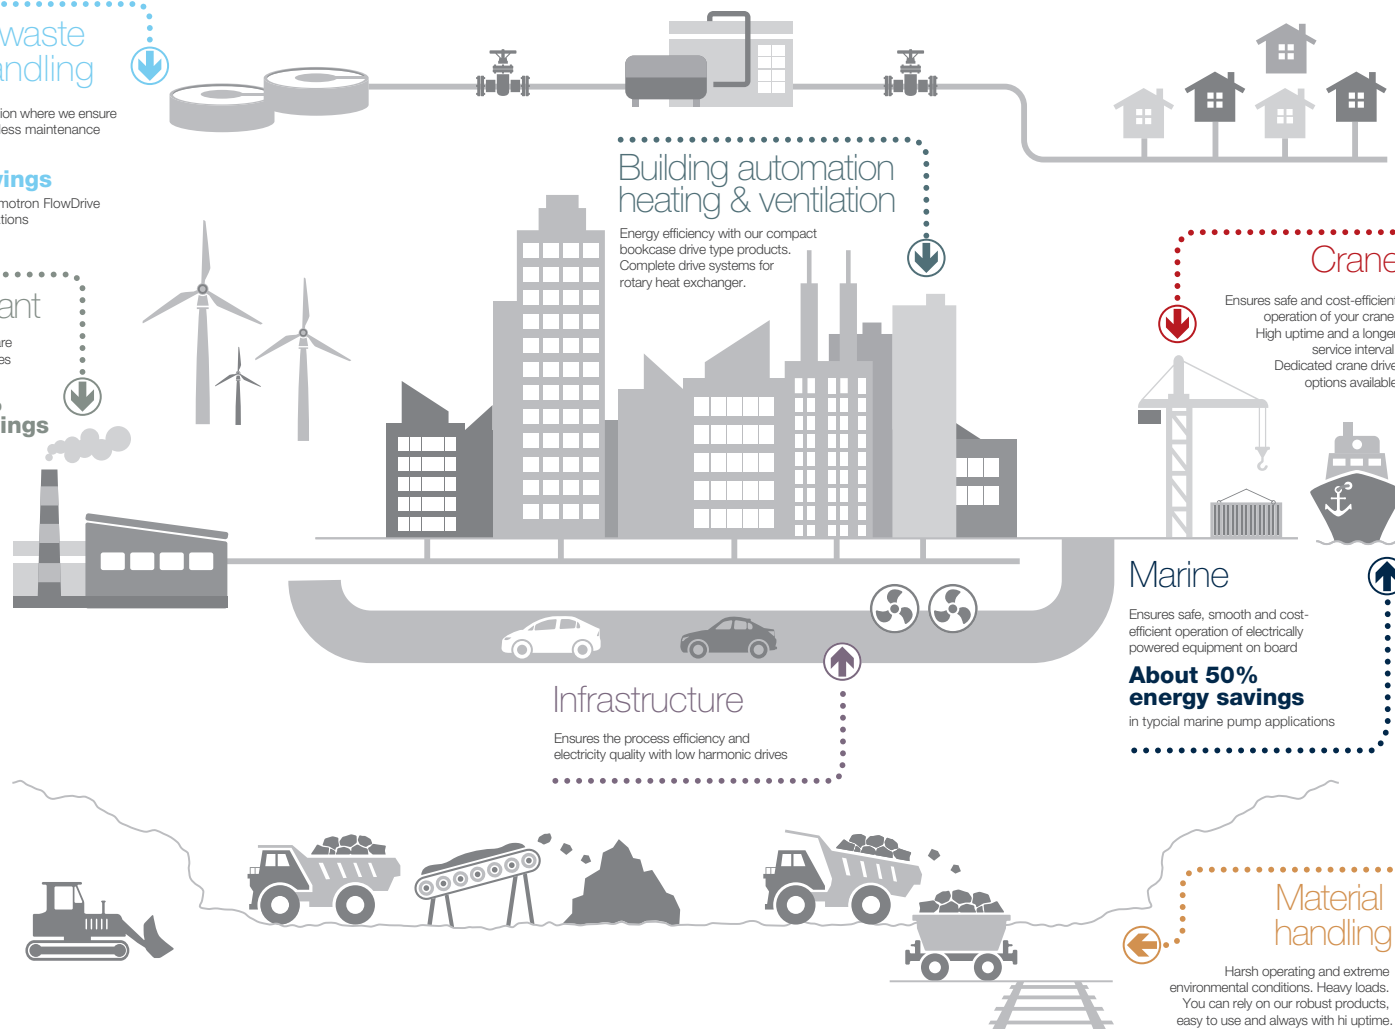 waste
andling
ion where we ensure
less maintenance
vings
motron FlowDrive
tions
ant
are
es
ings
Building automation
heating & ventilation
Energy efficiency with our compact
bookcase drive type products.
Complete drive systems for
rotary heat exchanger.
Crane
Ensures safe and cost-efficient
operation of your crane
High uptime and a longer
service interval
Dedicated crane drive
options available
Marine
Ensures safe, smooth and cost-
efficient operation of electrically
powered equipment on board
About 50%
energy savings
in typcial marine pump applications
Infrastructure
Ensures the process efficiency and
electricity quality with low harmonic drives
Material
handling
Harsh operating and extreme
environmental conditions. Heavy loads.
You can rely on our robust products,
easy to use and always with hi uptime.